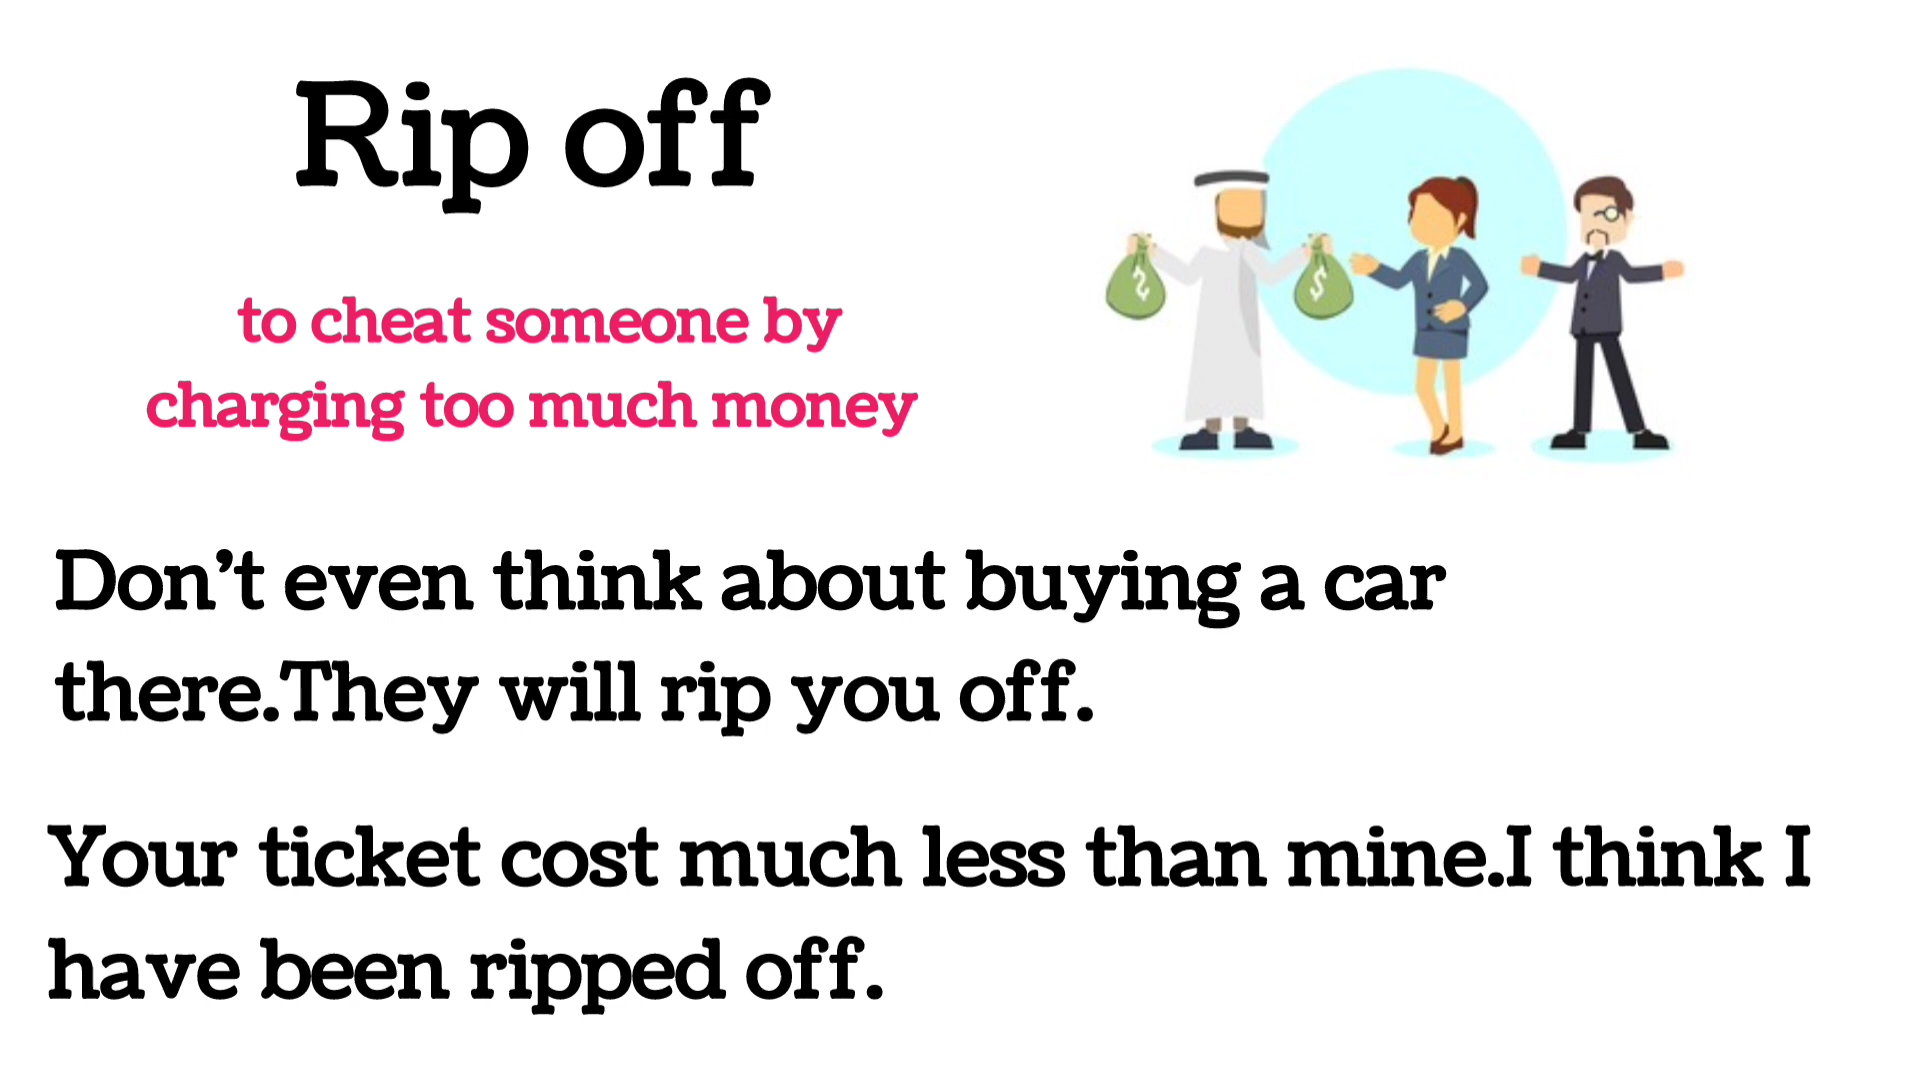 Rip off
to cheat someone by
charging too much money
Don’t even think about buying a car
there.They will rip you off.
Your ticket cost much less than mine.I think I
have been ripped off.